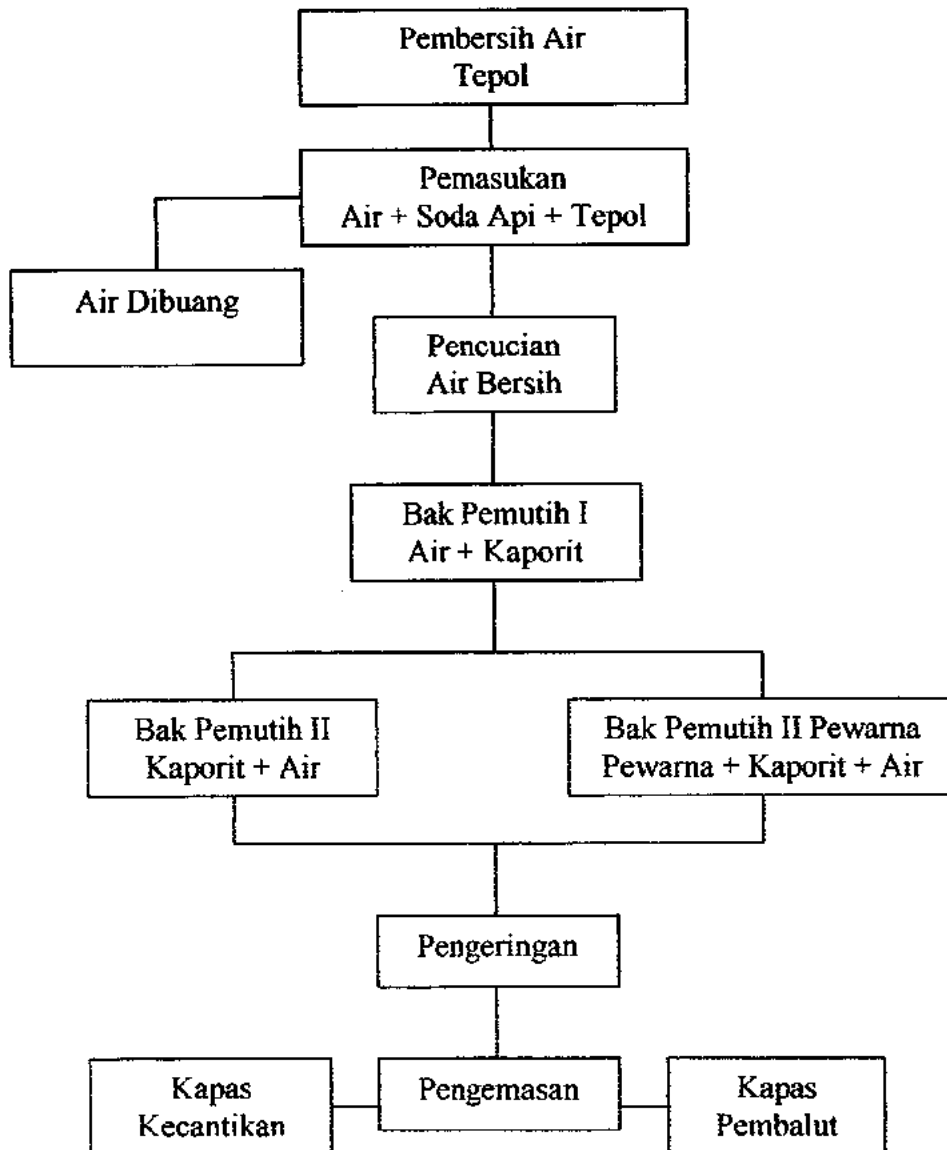 Pembersih Air
Tepol
Pemasukan
Air + Soda Api + Tepol
Air Dibuang
Pencucian
Air Bersih
Bak Pemutih I
Air + Kaporit
Bak Pemutih II
Kaporit + Air
Bak Pemutih II Pewarna
Pewarna + Kaporit + Air
Pengeringan
Kapas
Kecantikan
Pengemasan
Kapas
Pembalut